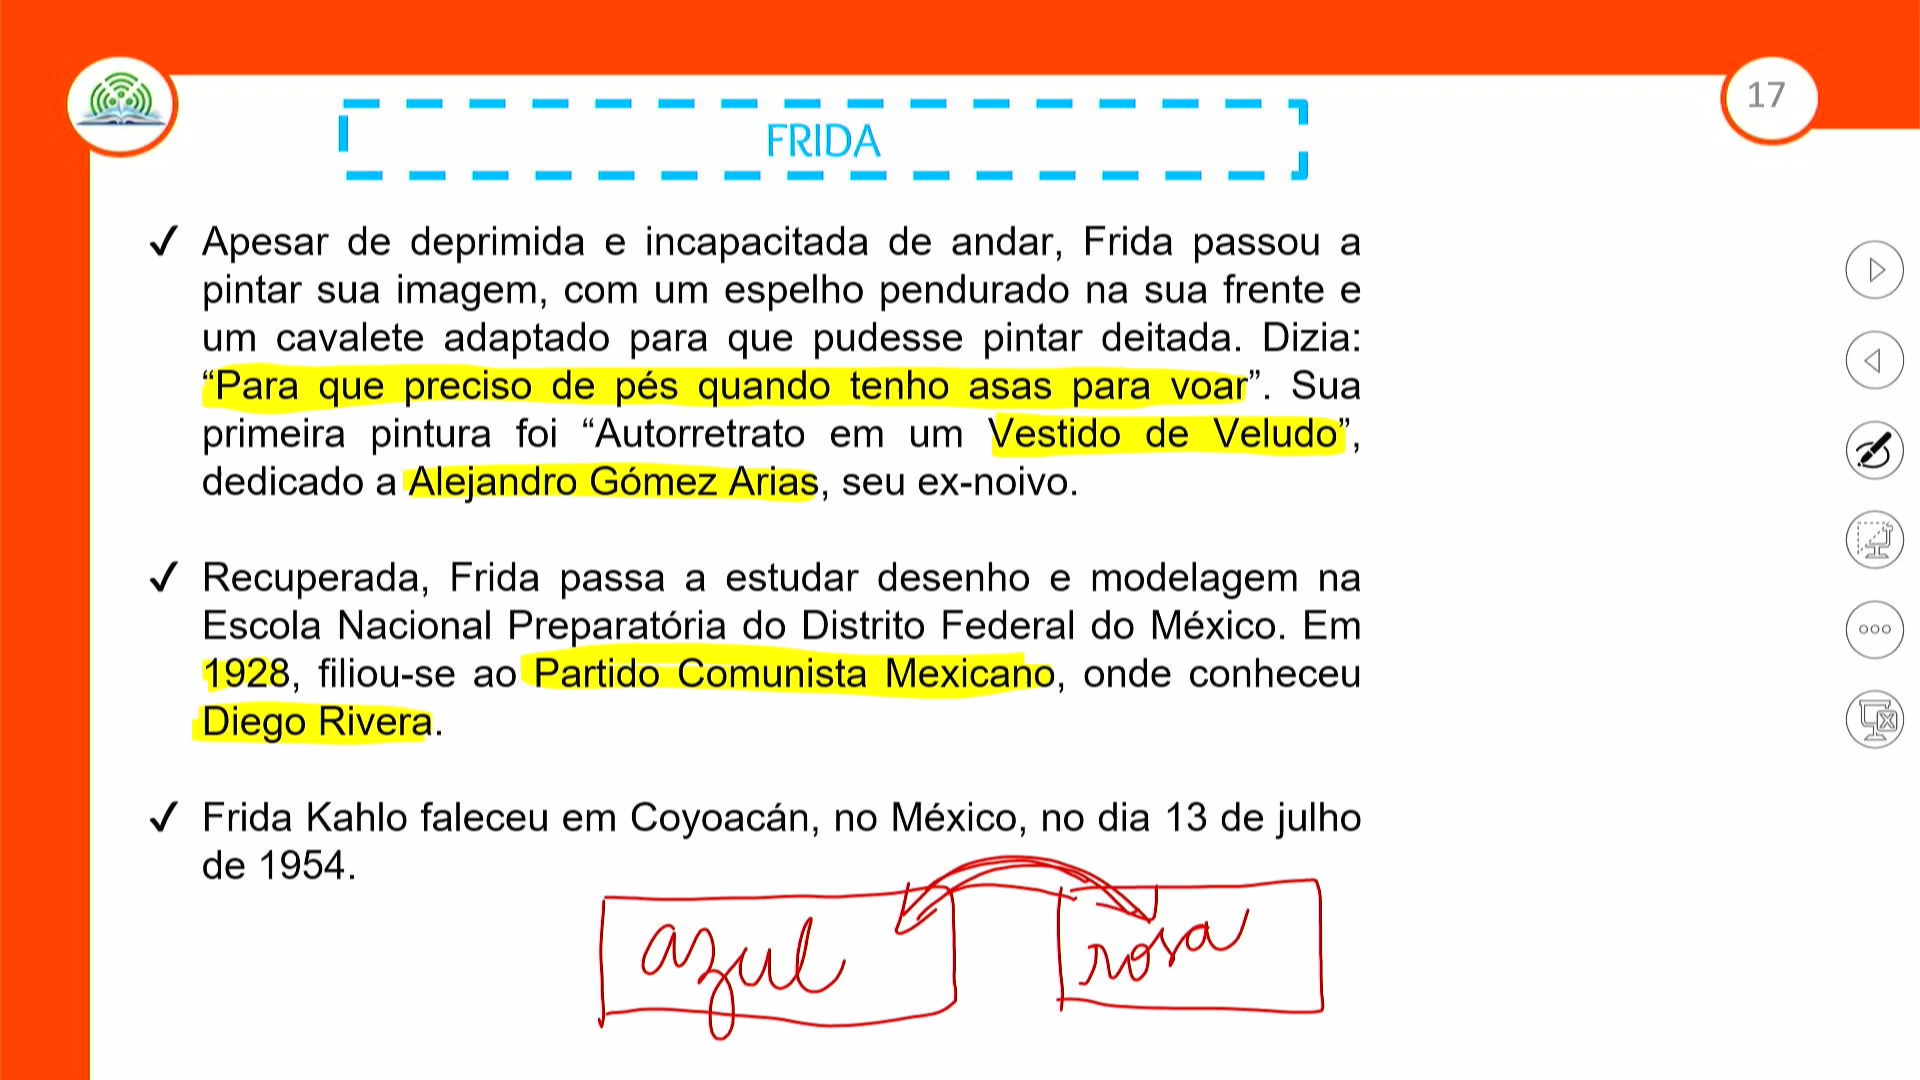 17
FRIDA
✓ Apesar de deprimida e incapacitada de andar, Frida passou a
pintar sua imagem, com um espelho pendurado na sua frente e
um cavalete adaptado para que pudesse pintar deitada. Dizia:
“Para que preciso de pés quando tenho asas para voar”. Sua
primeira pintura foi “Autorretrato em um Vestido de Veludo”,
dedicado a Alejandro Gómez Arias, seu ex-noivo.
✓ Recuperada, Frida passa a estudar desenho e modelagem na
Escola Nacional Preparatória do Distrito Federal do México. Em
1928, filiou-se ao Partido Comunista Mexicano, onde conheceu
Diego Rivera.
✓ Frida Kahlo faleceu em Coyoacán, no México, no dia 13 de julho
de 1954.
azul rosa